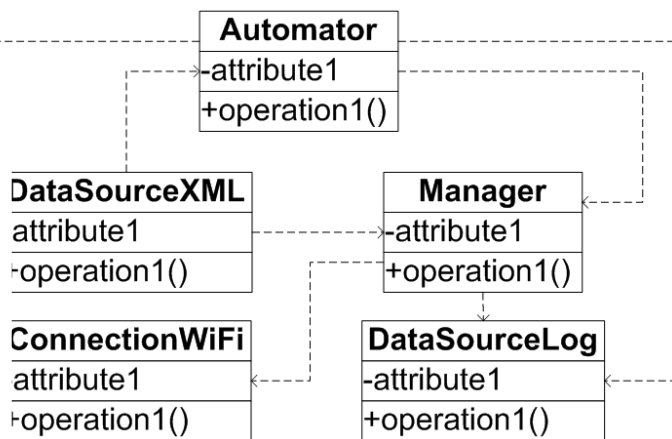 Automator
-attribute1
+operation1()
DataSourceXML
attribute1
+operation1()
Manager
-attribute1
+operation1()
ConnectionWiFi
-attribute1
+operation1()
DataSourceLog
-attribute1
+operation1()